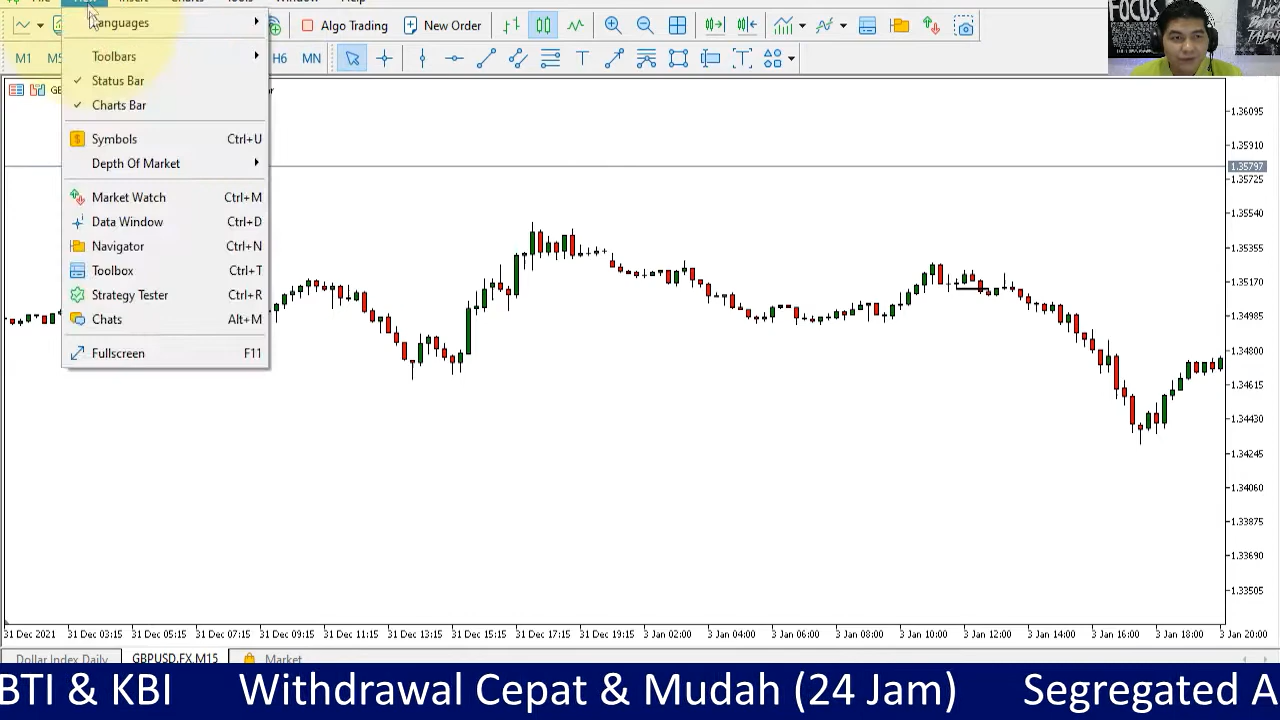 Algo Trading
New Order
M1
M5
H6
MN
Languages
Toolbars
Status Bar
Charts Bar
Symbols Ctrl+U
Depth Of Market
Market Watch Ctrl+M
Data Window Ctrl+D
Navigator Ctrl+N
Toolbox Ctrl+T
Strategy Tester Ctrl+R
Chats Alt+M
Fullscreen F11
FOCUS
1.36095
1.35910
1.35797
1.35725
1.35540
1.35355
1.35170
1.34985
1.34800
1.34615
1.34430
1.34245
1.34060
1.33875
1.33690
1.33505
31 Dec 2021 31 Dec 03:15 31 Dec 05:15 31 Dec 07:15 31 Dec 09:15 31 Dec 11:15 31 Dec 13:15 31 Dec 15:15 31 Dec 17:15 31 Dec 19:15 3 Jan 02:00 3 Jan 04:00 3 Jan 06:00 3 Jan 08:00 3 Jan 10:00 3 Jan 12:00 3 Jan 14:00 3 Jan 16:00 3 Jan 18:00 3 Jan 20:00
Dollar Index Daily GBPUSD.FX,M15 Market
BTI & KBI Withdrawal Cepat & Mudah (24 Jam) Segregated A